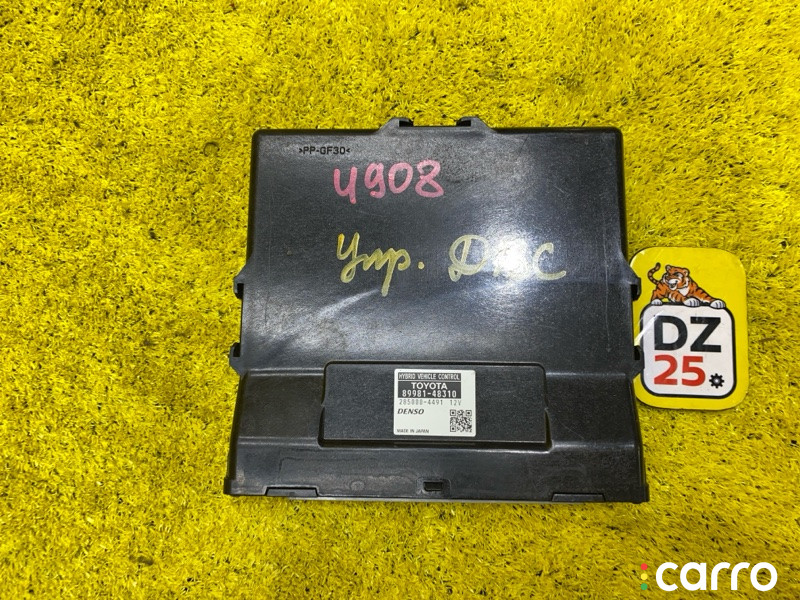 >PP-GF30<
4908
Упр. ДВС
HYBRID VEHICLE CONTROL
TOYOTA
89981-48310
285000-4491 12V
DENSO
MADE IN JAPAN
DZ
25
carro